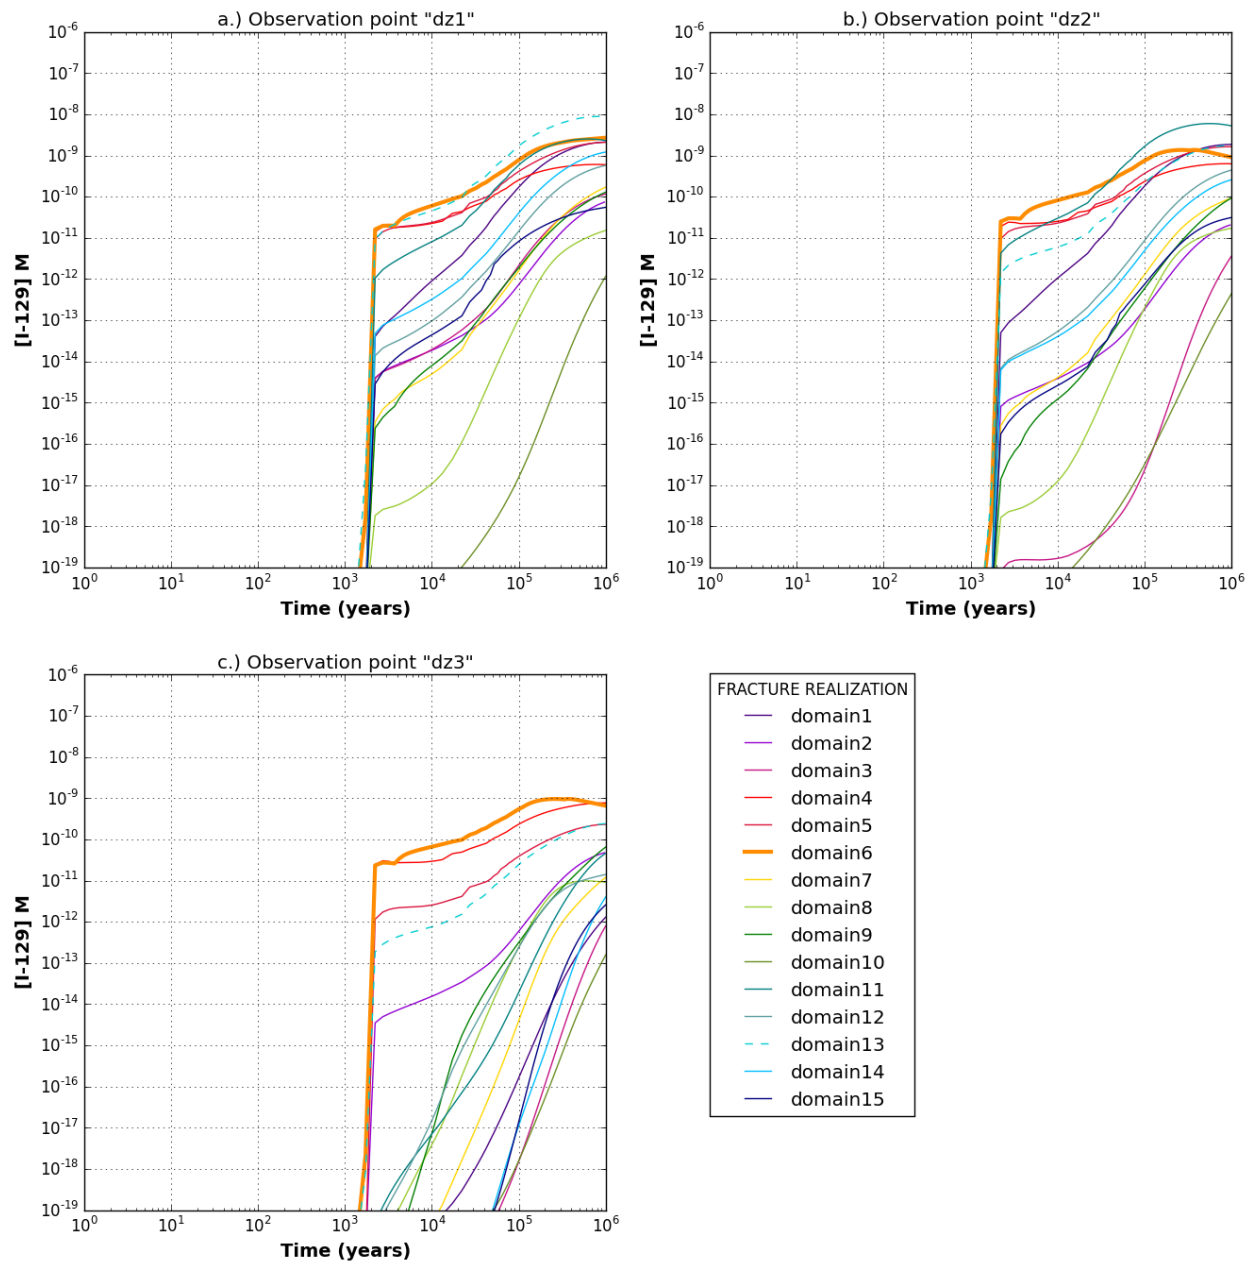 a.) Observation point "dz1"
10^-6
10^-7
10^-8
10^-9
10^-10
10^-11
10^-12
10^-13
10^-14
10^-15
10^-16
10^-17
10^-18
10^-19
[I-129] M
10^0 10^1 10^2 10^3 10^4 10^5 10^6
Time (years)
b.) Observation point "dz2"
10^-6
10^-7
10^-8
10^-9
10^-10
10^-11
10^-12
10^-13
10^-14
10^-15
10^-16
10^-17
10^-18
10^-19
[I-129] M
10^0 10^1 10^2 10^3 10^4 10^5 10^6
Time (years)
c.) Observation point "dz3"
10^-6
10^-7
10^-8
10^-9
10^-10
10^-11
10^-12
10^-13
10^-14
10^-15
10^-16
10^-17
10^-18
10^-19
[I-129] M
10^0 10^1 10^2 10^3 10^4 10^5 10^6
Time (years)
FRACTURE REALIZATION
domain1
domain2
domain3
domain4
domain5
domain6
domain7
domain8
domain9
domain10
domain11
domain12
domain13
domain14
domain15